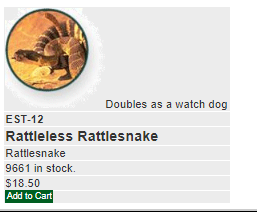 Doubles as a watch dog
EST-12
Rattleless Rattlesnake
Rattlesnake
9661 in stock.
$18.50
Add to Cart